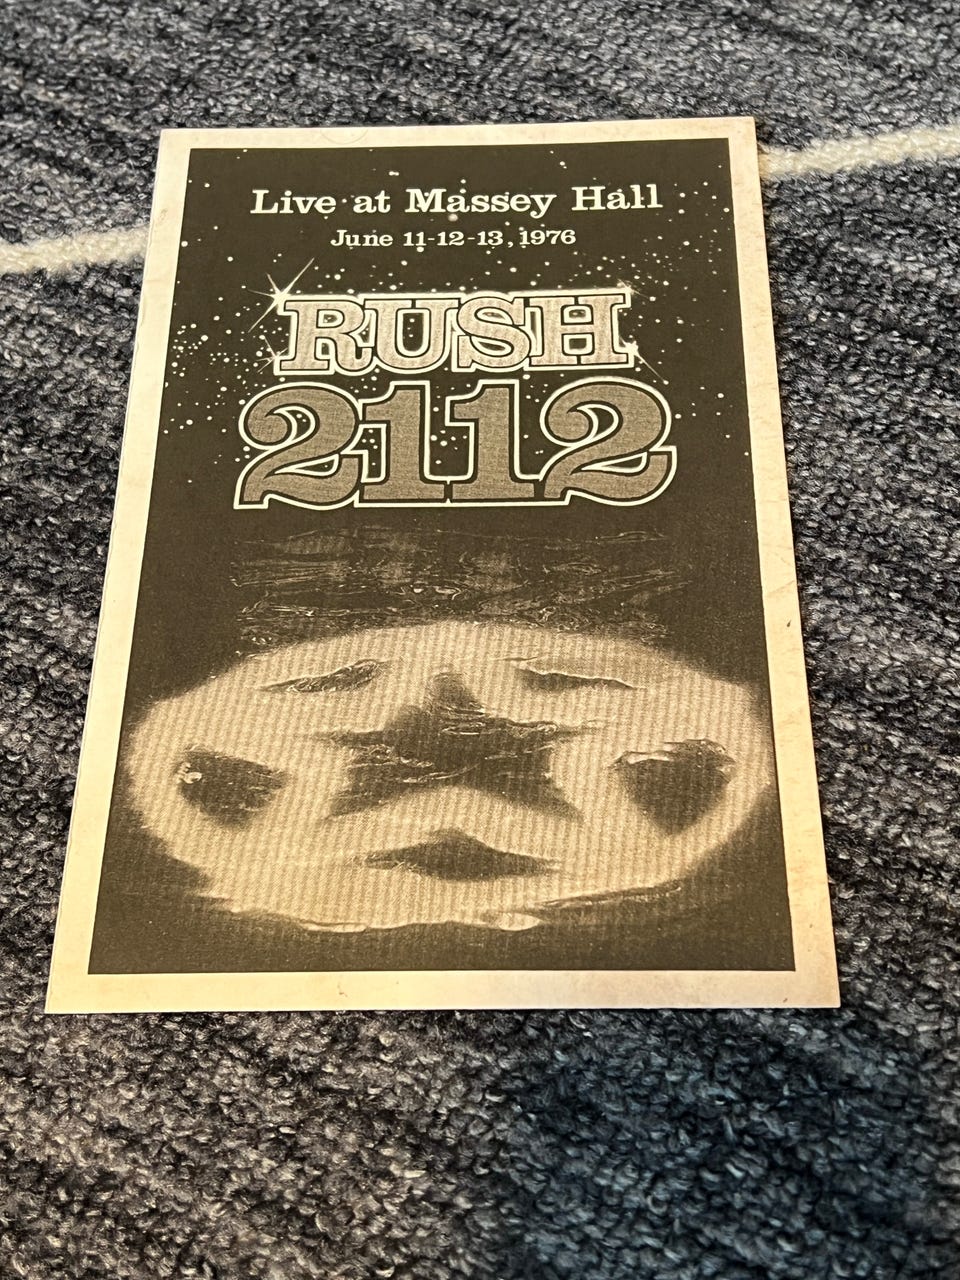 Live at Massey Hall
June 11-12-13, 1976
RUSH
2112